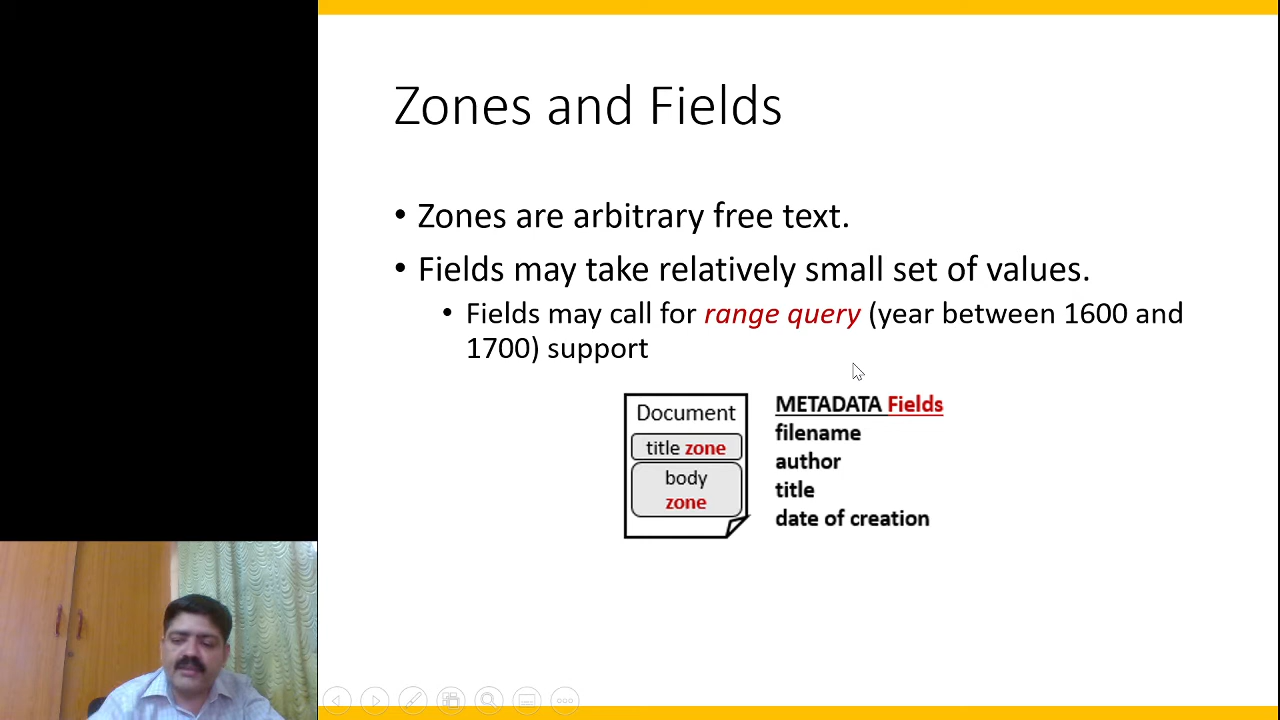 Zones and Fields
• Zones are arbitrary free text.
• Fields may take relatively small set of values.
• Fields may call for range query (year between 1600 and
1700) support
Document
title zone
body
zone
METADATA Fields
filename
author
title
date of creation